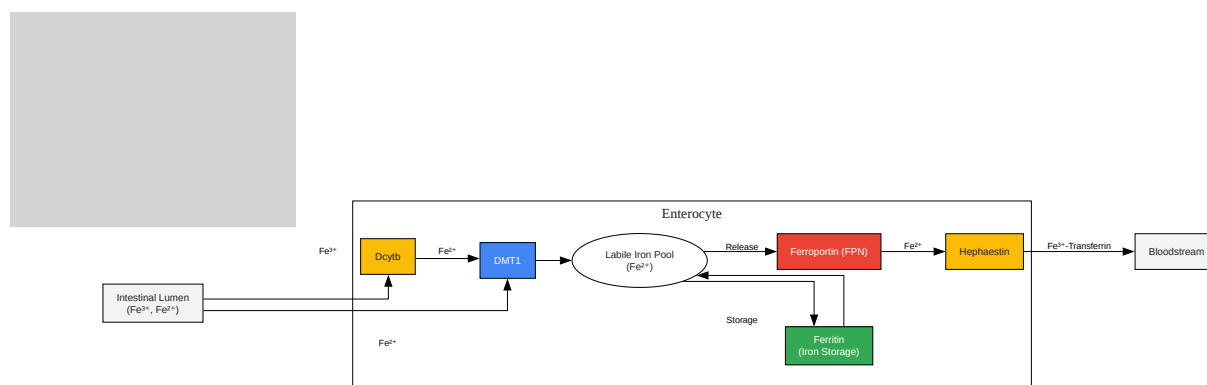 Enterocyte
Fe³⁺
Dcytb
Fe²⁺
DMT1
Labile Iron Pool
(Fe²⁺)
Release
Ferroportin (FPN)
Fe²⁺
Hephaestin
Fe³⁺-Transferrin
Bloodstream
Intestinal Lumen
(Fe³⁺, Fe²⁺)
Fe²⁺
Storage
Ferritin
(Iron Storage)